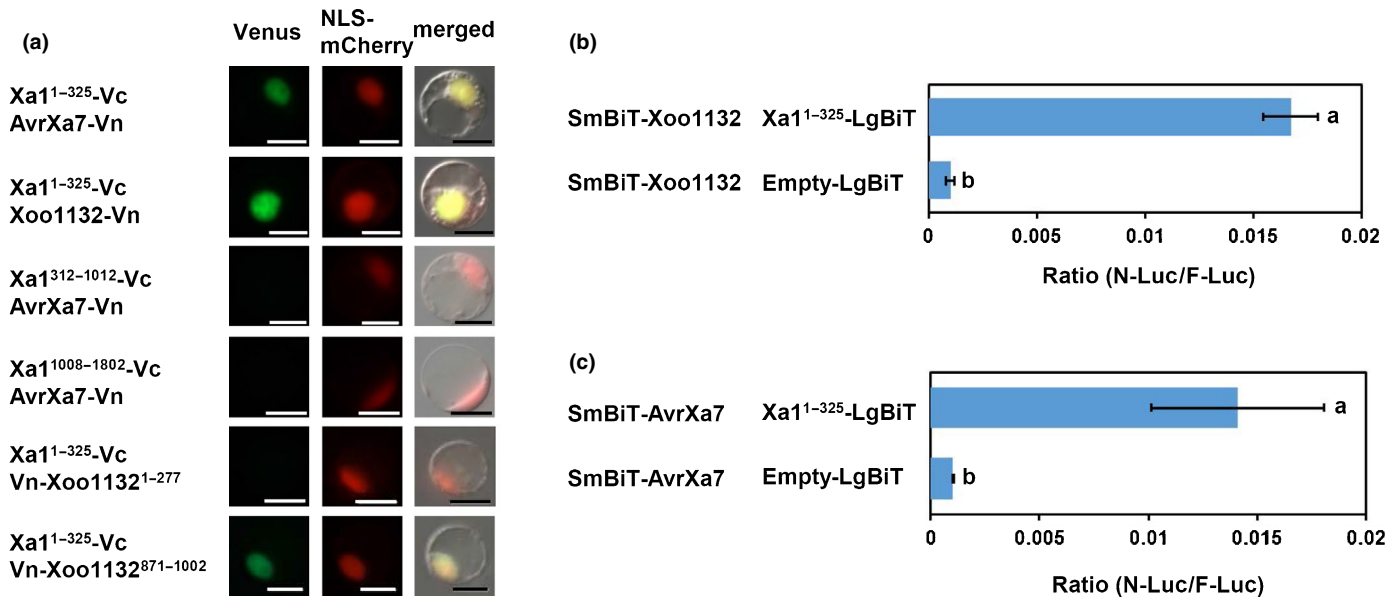 (a)
Venus
NLS-
mCherry
merged
Xa1¹⁻³²⁵-Vc
AvrXa7-Vn
Xa1¹⁻³²⁵-Vc
Xoo1132-Vn
Xa1³¹²⁻¹⁰¹²-Vc
AvrXa7-Vn
Xa1¹⁰⁰⁸⁻¹⁸⁰²-Vc
AvrXa7-Vn
Xa1¹⁻³²⁵-Vc
Vn-Xoo1132¹⁻²⁷⁷
Xa1¹⁻³²⁵-Vc
Vn-Xoo1132⁸⁷¹⁻¹⁰⁰²
(b)
SmBiT-Xoo1132 Xa1¹⁻³²⁵-LgBiT
a
SmBiT-Xoo1132 Empty-LgBiT
b
0 0.005 0.01 0.015 0.02
Ratio (N-Luc/F-Luc)
(c)
SmBiT-AvrXa7 Xa1¹⁻³²⁵-LgBiT
a
SmBiT-AvrXa7 Empty-LgBiT
b
0 0.005 0.01 0.015 0.02
Ratio (N-Luc/F-Luc)